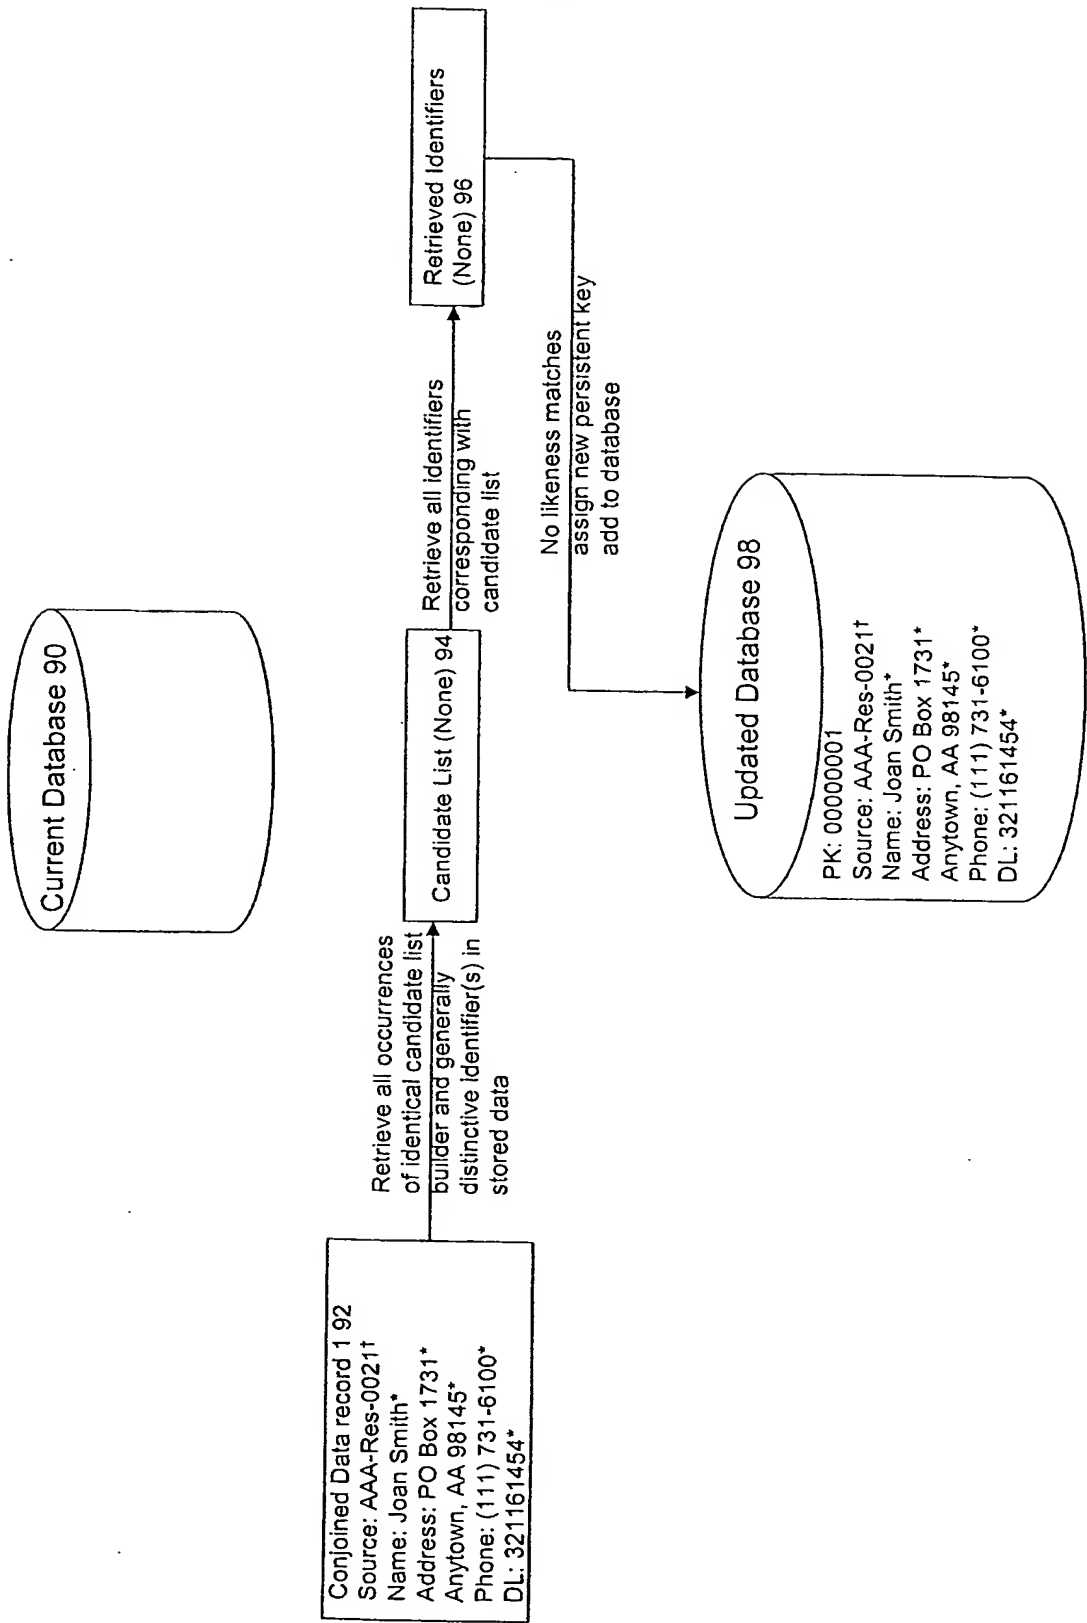 Current Database 90
Conjoined Data record 1 92
Source: AAA-Res-0021†
Name: Joan Smith*
Address: PO Box 1731*
Anytown, AA 98145*
Phone: (111) 731-6100*
DL: 321161454*
Retrieve all occurrences
of identical candidate list
builder and generally
distinctive identifier(s) in
stored data
Candidate List (None) 94
Retrieve all identifiers
corresponding with
candidate list
Retrieved Identifiers
(None) 96
No likeness matches
assign new persistent key
add to database
Updated Database 98
PK: 00000001
Source: AAA-Res-0021†
Name: Joan Smith*
Address: PO Box 1731*
Anytown, AA 98145*
Phone: (111) 731-6100*
DL: 321161454*